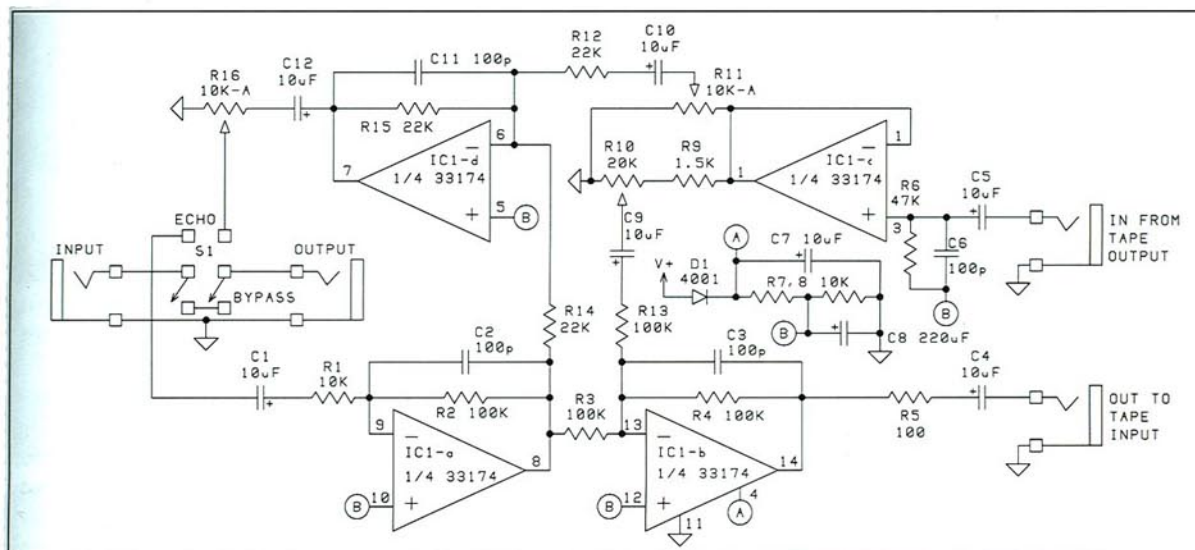 R16
10K-A
C12
10uF
C11 100p
R15 22K
R12
22K
C10
10uF
R11
10K-A
6
7
IC1-d
1/4 33174
5
B
R10
20K
R9
1.5K
1
1
IC1-c
1/4 33174
3
R6
47K
C5
10uF
C6
100p
B
IN FROM
TAPE
OUTPUT
C9
10uF
A
C7 10uF
V+
D1
4001
R7,8 10K
B
C8 220uF
ECHO
S1
INPUT
OUTPUT
BYPASS
R14
22K
R13
100K
C1
10uF
R1
10K
C2
100p
R2 100K
R3
100K
C3
100p
R4 100K
R5
100
C4
10uF
OUT TO
TAPE
INPUT
9
IC1-a
1/4 33174
8
B
10
13
IC1-b
1/4 33174
14
B
12
11
4
A